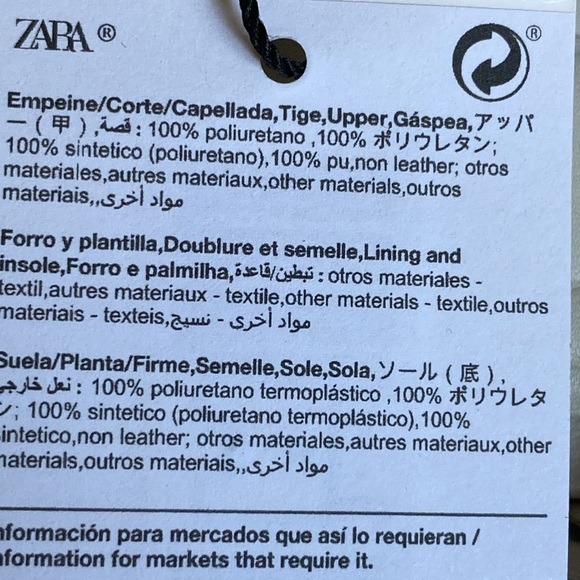 ZARA ®
®
Empeine/Corte/Capellada,Tige,Upper,Gáspea,アッパ
ー ( 甲 ) ,قصة : 100% poliuretano ,100% ポリウレタン;
100% sintetico (poliuretano),100% pu,non leather; otros
materiales,autres materiaux,other materials,outros
materiais,,مواد أخرى
Forro y plantilla,Doublure et semelle,Lining and
insole,Forro e palmilha,تبطين/قاعدة : otros materiales -
textil,autres materiaux - textile,other materials - textile,outros
materiais - texteis,مواد أخرى - نسيج
Suela/Planta/Firme,Semelle,Sole,Sola,ソール ( 底 ) ,
نعل خارجي : 100% poliuretano termoplástico ,100% ポリウレタ
ン; 100% sintetico (poliuretano termoplástico),100%
intetico,non leather; otros materiales,autres materiaux,other
materials,outros materiais,,مواد أخرى
nformación para mercados que así lo requieran /
nformation for markets that require it.